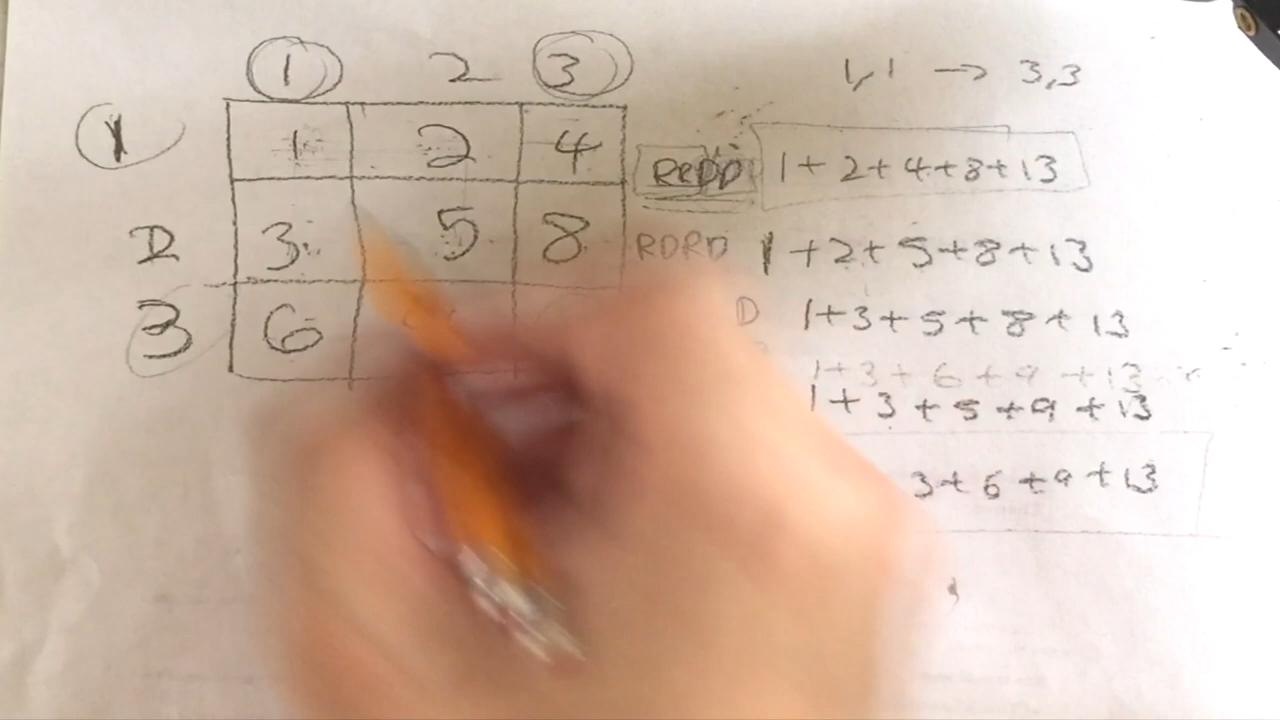 1 2 3 1,1 → 3,3
1 1 2 4 RRDD 1+2+4+8+13
2 3 5 8 RDRD 1+2+5+8+13
D 1+3+5+8+13
3 6
1+3+6+9+13
1+3+5+9+13
3+6+9+13